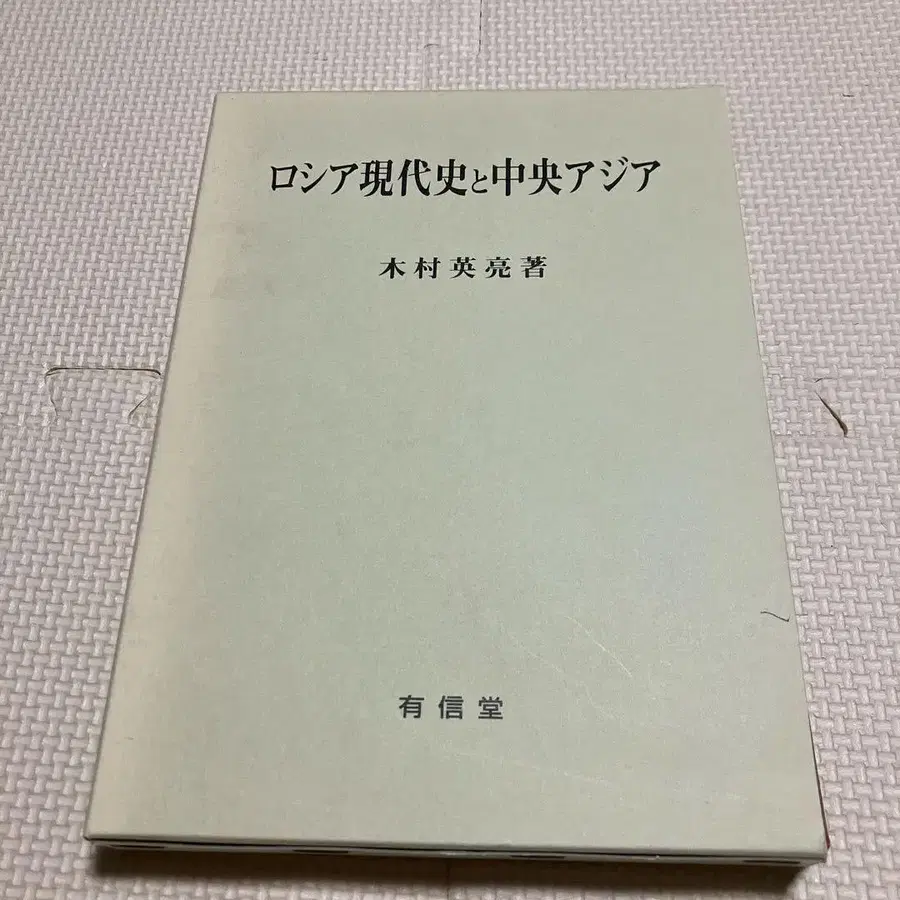 ロシア現代史と中央アジア
木村英亮著
有信堂